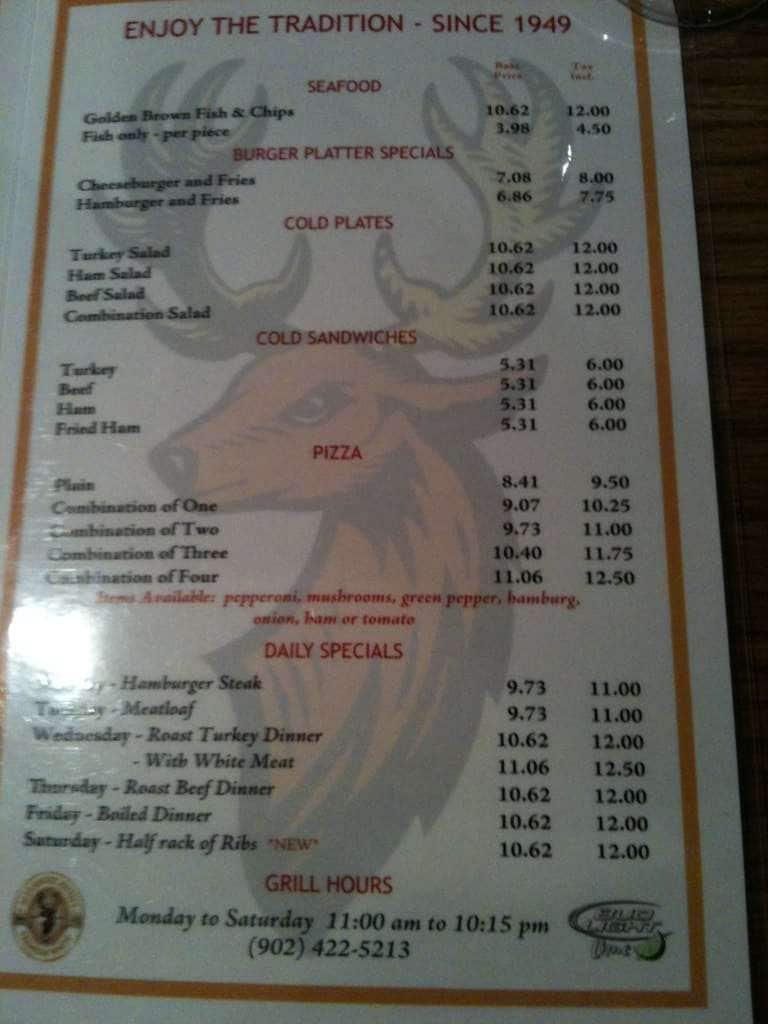 ENJOY THE TRADITION - SINCE 1949
Base Price Tax Incl.
SEAFOOD
Golden Brown Fish & Chips 10.62 12.00
Fish only - per piece 3.98 4.50
BURGER PLATTER SPECIALS
Cheeseburger and Fries 7.08 8.00
Hamburger and Fries 6.86 7.75
COLD PLATES
Turkey Salad 10.62 12.00
Ham Salad 10.62 12.00
Beef Salad 10.62 12.00
Combination Salad 10.62 12.00
COLD SANDWICHES
Turkey 5.31 6.00
Beef 5.31 6.00
Ham 5.31 6.00
Fried Ham 5.31 6.00
PIZZA
Plain 8.41 9.50
Combination of One 9.07 10.25
Combination of Two 9.73 11.00
Combination of Three 10.40 11.75
Combination of Four 11.06 12.50
Items Available: pepperoni, mushrooms, green pepper, hamburg,
onion, ham or tomato
DAILY SPECIALS
- Hamburger Steak 9.73 11.00
Tuesday - Meatloaf 9.73 11.00
Wednesday - Roast Turkey Dinner 10.62 12.00
- With White Meat 11.06 12.50
Thursday - Roast Beef Dinner 10.62 12.00
Friday - Boiled Dinner 10.62 12.00
Saturday - Half rack of Ribs *NEW* 10.62 12.00
GRILL HOURS
Monday to Saturday 11:00 am to 10:15 pm
(902) 422-5213
BUD LIGHT Lime